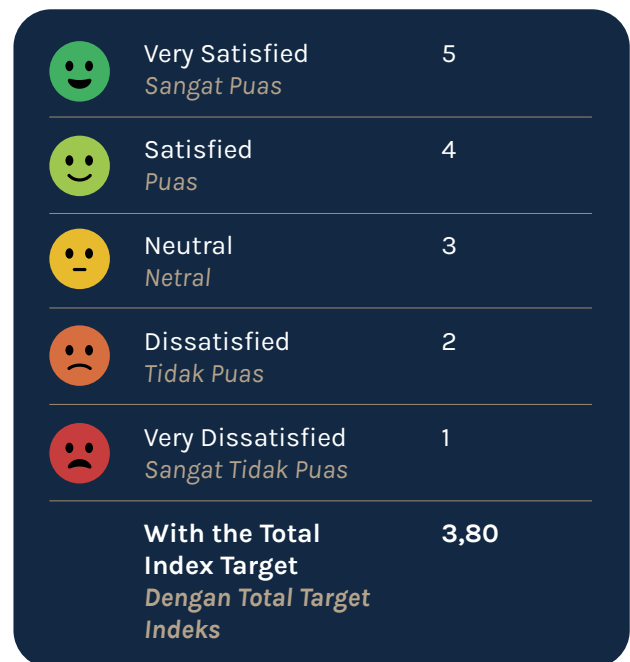 Very Satisfied 5
Sangat Puas
Satisfied 4
Puas
Neutral 3
Netral
Dissatisfied 2
Tidak Puas
Very Dissatisfied 1
Sangat Tidak Puas
With the Total 3,80
Index Target
Dengan Total Target
Indeks